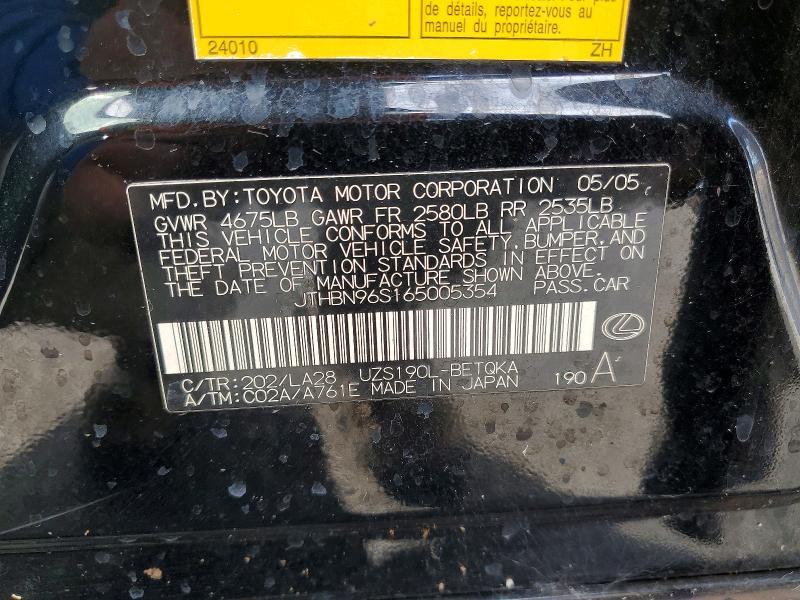 de détails, reportez-vous au
manuel du propriétaire.
24010
ZH
MFD.BY:TOYOTA MOTOR CORPORATION 05/05
GVWR 4675LB GAWR FR 2580LB RR 2535LB
THIS VEHICLE CONFORMS TO ALL APPLICABLE
FEDERAL MOTOR VEHICLE SAFETY,BUMPER,AND
THEFT PREVENTION STANDARDS IN EFFECT ON
THE DATE OF MANUFACTURE SHOWN ABOVE.
JTHBN96S165005354 PASS.CAR
C/TR:202/LA28 UZS190L-BETQKA
A/TM:C02A/A761E MADE IN JAPAN 190 A